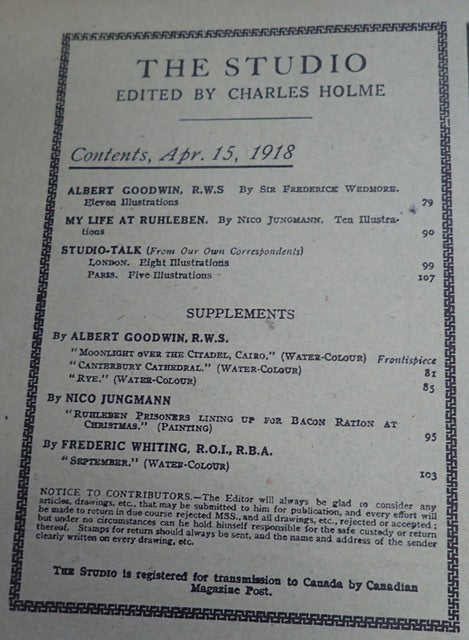 THE STUDIO
EDITED BY CHARLES HOLME
Contents, Apr. 15, 1918
ALBERT GOODWIN, R.W.S By SIR FREDERICK WEDMORE.
Eleven Illustrations 79
MY LIFE AT RUHLEBEN. By NICO JUNGMANN. Ten Illustra-
tions 90
STUDIO-TALK (From Our Own Correspondents)
LONDON. Eight Illustrations 99
PARIS. Five Illustrations 107
SUPPLEMENTS
By ALBERT GOODWIN, R.W.S.
"MOONLIGHT OVER THE CITADEL, CAIRO." (WATER-COLOUR) Frontispiece
"CANTERBURY CATHEDRAL." (WATER-COLOUR) 81
"RYE." (WATER-COLOUR) 85
By NICO JUNGMANN
"RUHLEBEN PRISONERS LINING UP FOR BACON RATION AT
CHRISTMAS." (PAINTING) 95
By FREDERIC WHITING, R.O.I., R.B.A.
"SEPTEMBER." (WATER-COLOUR) 103
NOTICE TO CONTRIBUTORS.—The Editor will always be glad to consider any
articles, drawings, etc., that may be submitted to him for publication, and every effort will
be made to return in due course rejected MSS., and all drawings, etc., rejected or accepted;
but under no circumstances can he hold himself responsible for the safe custody or return
thereof. Stamps for return should always be sent, and the name and address of the sender
clearly written on every drawing, etc.
THE STUDIO is registered for transmission to Canada by Canadian
Magazine Post.